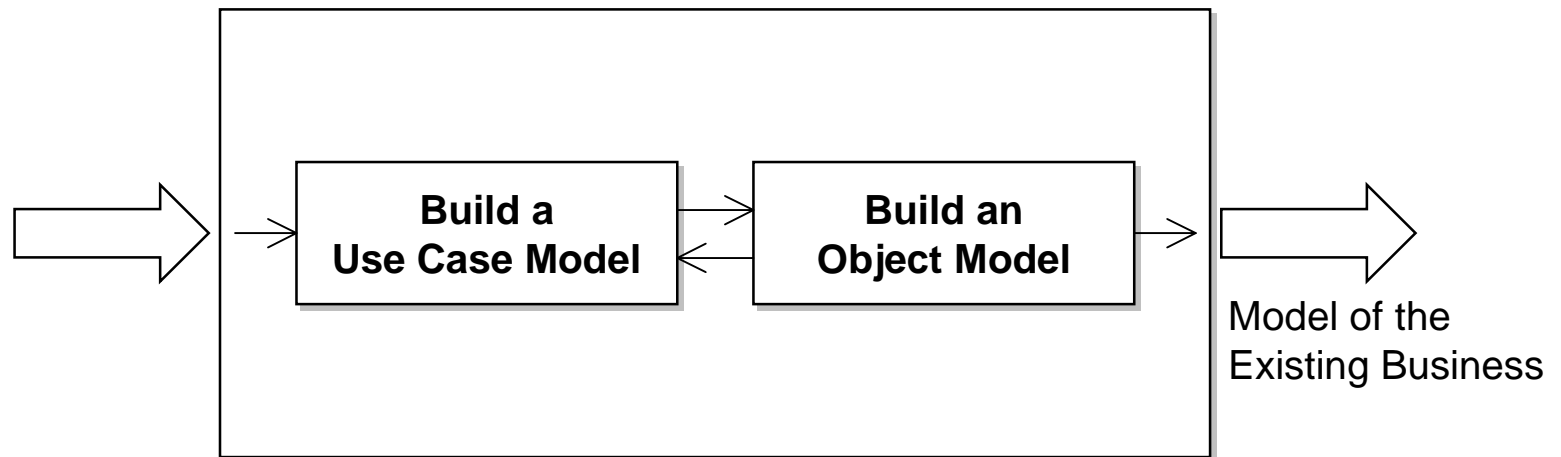 Build a
Use Case Model
Build an
Object Model
Model of the
Existing Business